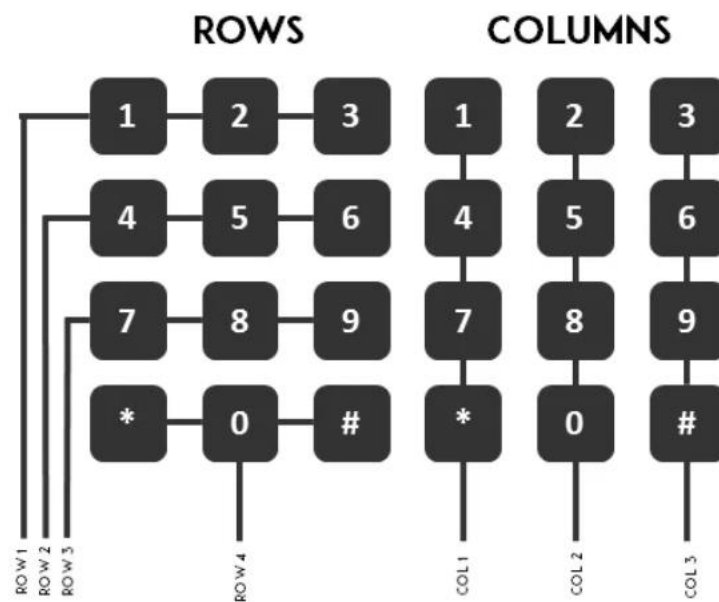 ROWS COLUMNS
1 2 3 1 2 3
4 5 6 4 5 6
7 8 9 7 8 9
* 0 # * 0 #
ROW 1
ROW 2
ROW 3
ROW 4
COL 1
COL 2
COL 3